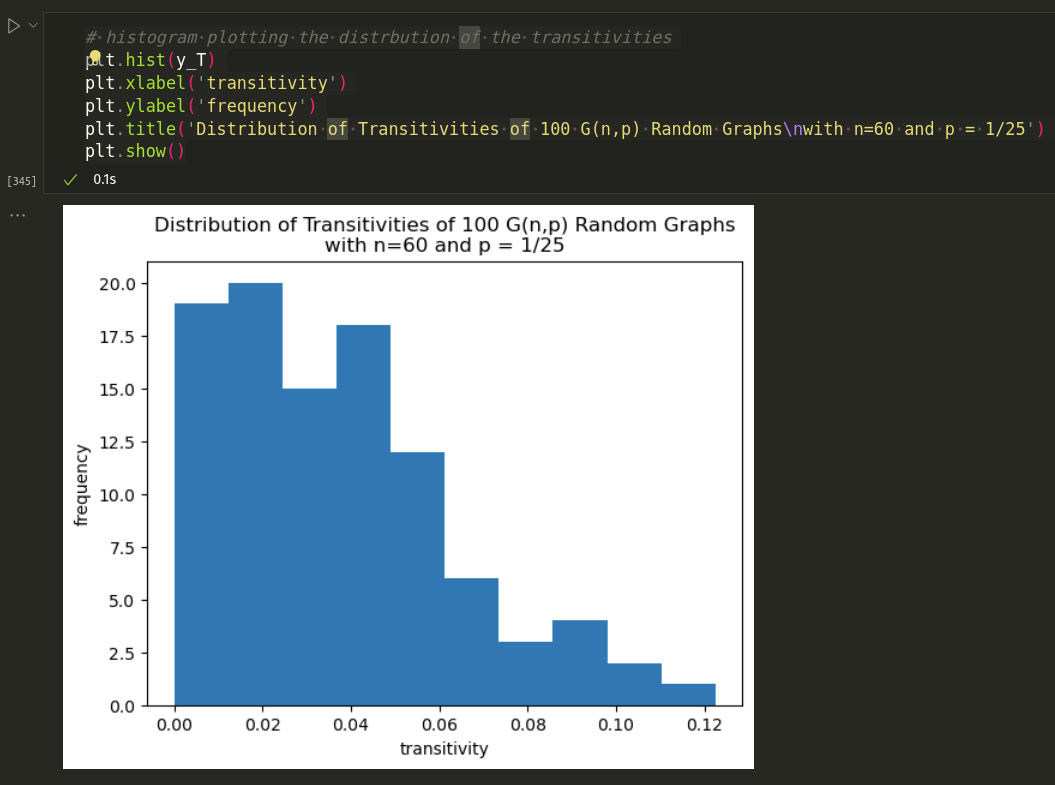 # histogram plotting the distrbution of the transitivities
plt.hist(y_T)
plt.xlabel('transitivity')
plt.ylabel('frequency')
plt.title('Distribution of Transitivities of 100 G(n,p) Random Graphs\nwith n=60 and p = 1/25')
plt.show()
[345]
0.1s
Distribution of Transitivities of 100 G(n,p) Random Graphs
with n=60 and p = 1/25
20.0
17.5
15.0
12.5
10.0
7.5
5.0
2.5
0.0
frequency
0.00 0.02 0.04 0.06 0.08 0.10 0.12
transitivity